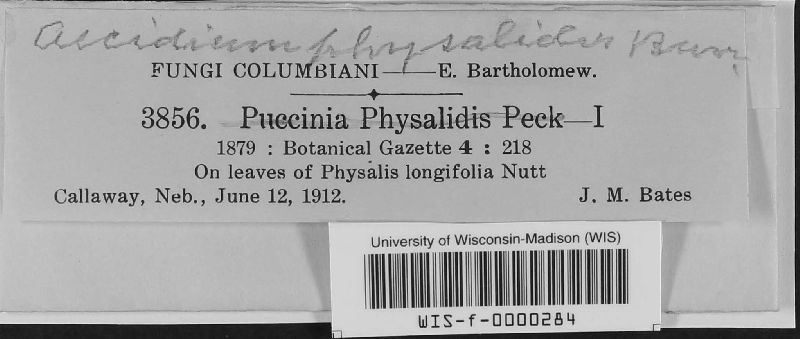 Aecidium physalidis Burr.
FUNGI COLUMBIANI——E. Bartholomew.
3856. Puccinia Physalidis Peck—I
1879 : Botanical Gazette 4 : 218
On leaves of Physalis longifolia Nutt
Callaway, Neb., June 12, 1912. J. M. Bates
University of Wisconsin-Madison (WIS)
WIS-f-0000284